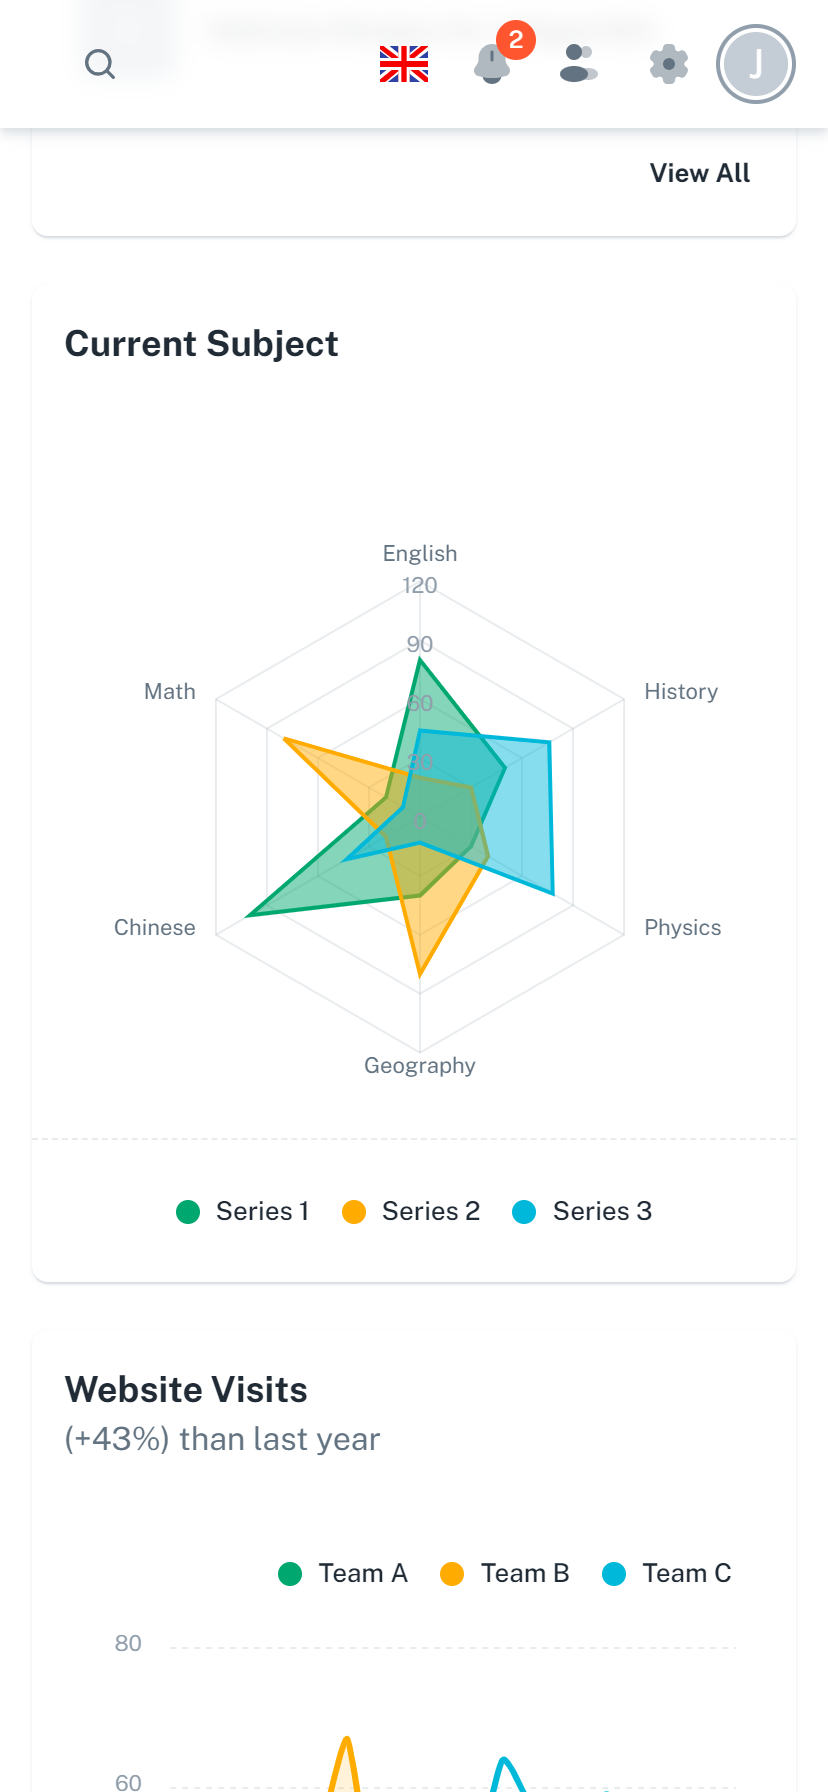 2
J
View All
Current Subject
English
120
90
Math
History
60
30
0
Chinese
Physics
Geography
Series 1 Series 2 Series 3
Website Visits
(+43%) than last year
Team A Team B Team C
80
60